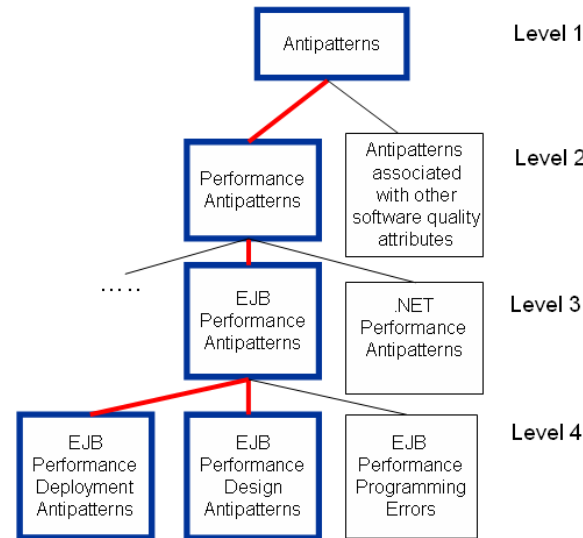 Antipatterns
Level 1
Performance
Antipatterns
Antipatterns
associated
with other
software quality
attributes
Level 2
.....
EJB
Performance
Antipatterns
.NET
Performance
Antipatterns
Level 3
EJB
Performance
Deployment
Antipatterns
EJB
Performance
Design
Antipatterns
EJB
Performance
Programming
Errors
Level 4